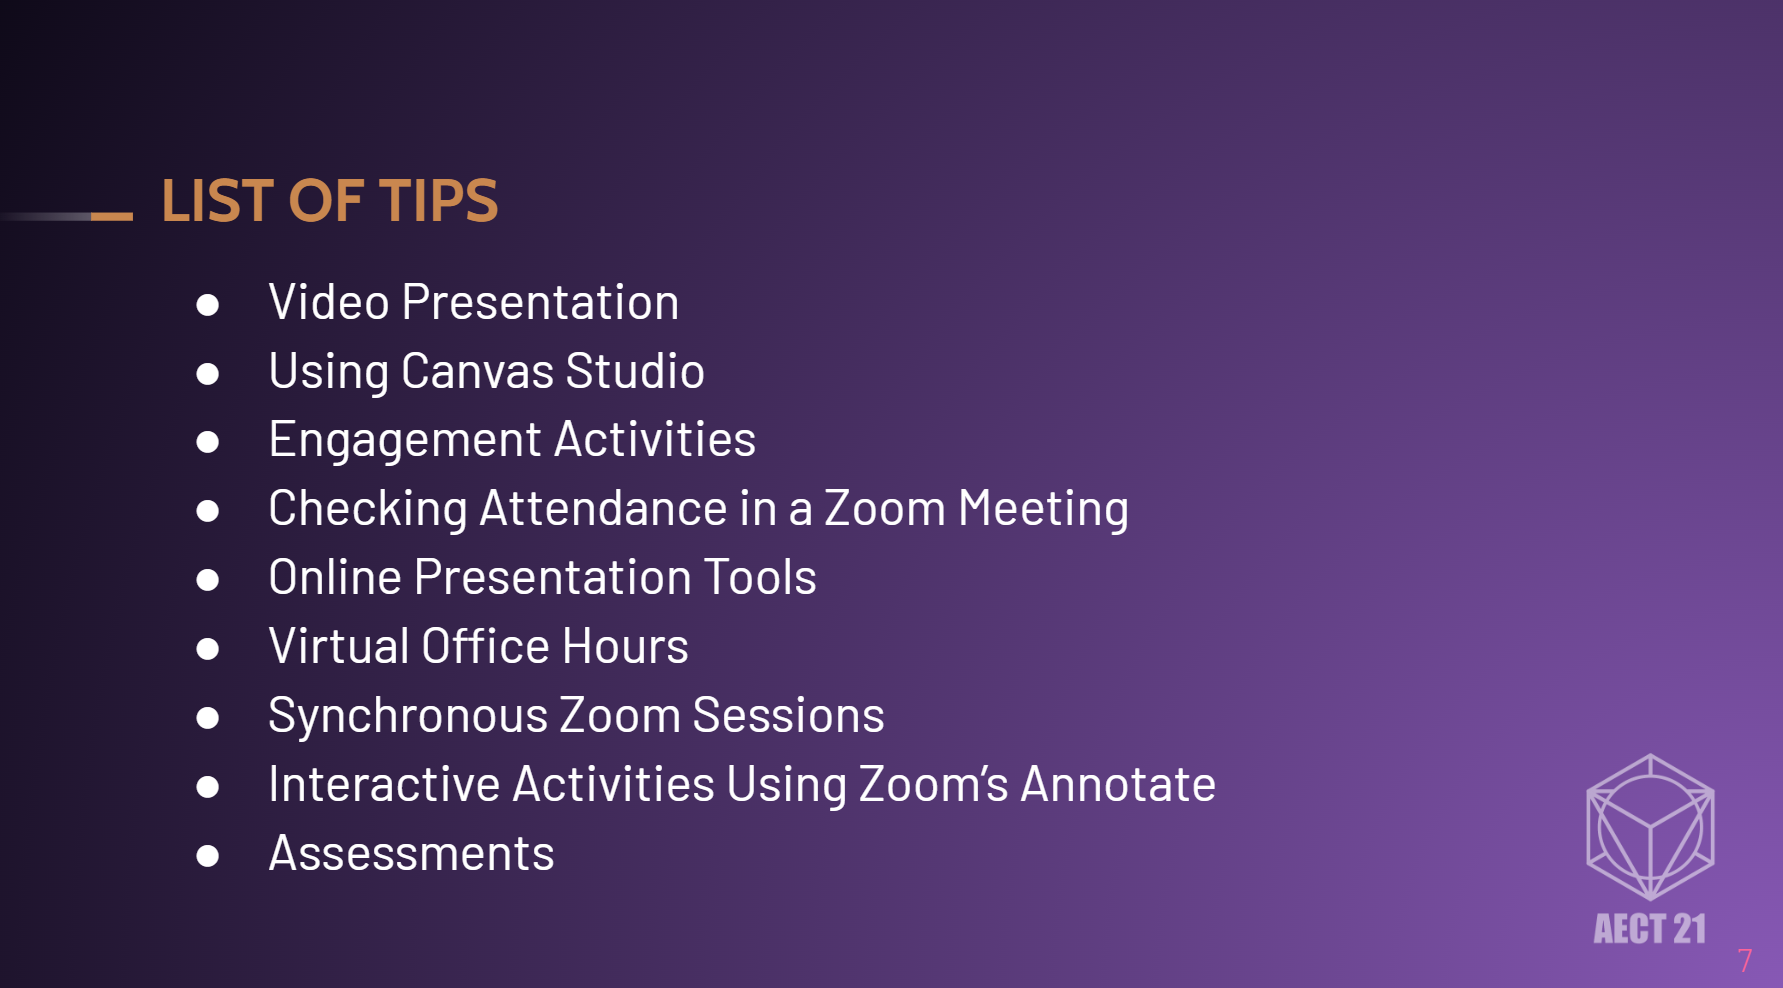 LIST OF TIPS
● Video Presentation
● Using Canvas Studio
● Engagement Activities
● Checking Attendance in a Zoom Meeting
● Online Presentation Tools
● Virtual Office Hours
● Synchronous Zoom Sessions
● Interactive Activities Using Zoom’s Annotate
● Assessments
AECT 21
7